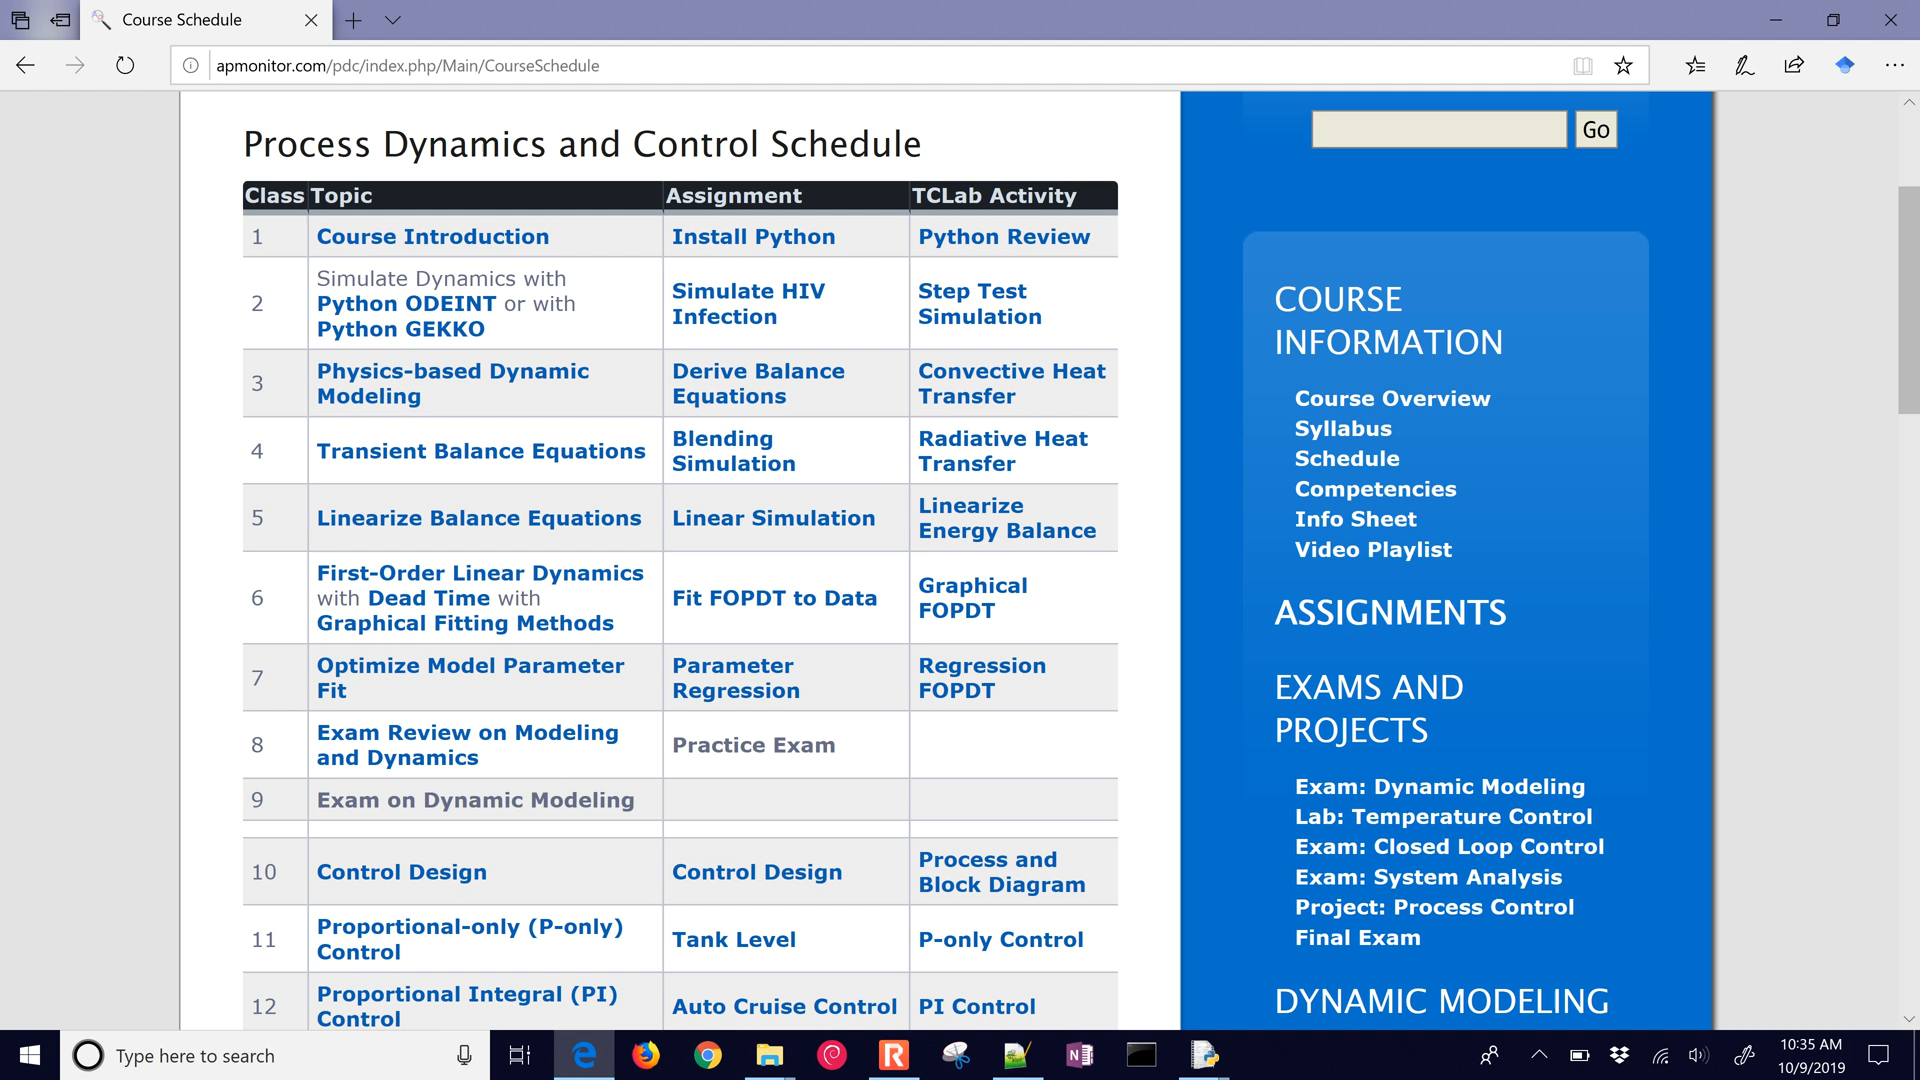 Course Schedule
apmonitor.com/pdc/index.php/Main/CourseSchedule
Process Dynamics and Control Schedule
Class Topic Assignment TCLab Activity
1 Course Introduction Install Python Python Review
2 Simulate Dynamics with
Python ODEINT or with
Python GEKKO
Simulate HIV
Infection
Step Test
Simulation
3 Physics-based Dynamic
Modeling
Derive Balance
Equations
Convective Heat
Transfer
4 Transient Balance Equations
Blending
Simulation
Radiative Heat
Transfer
5 Linearize Balance Equations Linear Simulation
Linearize
Energy Balance
6 First-Order Linear Dynamics
with Dead Time with
Graphical Fitting Methods
Fit FOPDT to Data
Graphical
FOPDT
7 Optimize Model Parameter
Fit
Parameter
Regression
Regression
FOPDT
8 Exam Review on Modeling
and Dynamics
Practice Exam
9 Exam on Dynamic Modeling
10 Control Design Control Design
Process and
Block Diagram
11 Proportional-only (P-only)
Control
Tank Level
P-only Control
12 Proportional Integral (PI)
Control
Auto Cruise Control
PI Control
Go
COURSE
INFORMATION
Course Overview
Syllabus
Schedule
Competencies
Info Sheet
Video Playlist
ASSIGNMENTS
EXAMS AND
PROJECTS
Exam: Dynamic Modeling
Lab: Temperature Control
Exam: Closed Loop Control
Exam: System Analysis
Project: Process Control
Final Exam
DYNAMIC MODELING
Type here to search
10:35 AM
10/9/2019